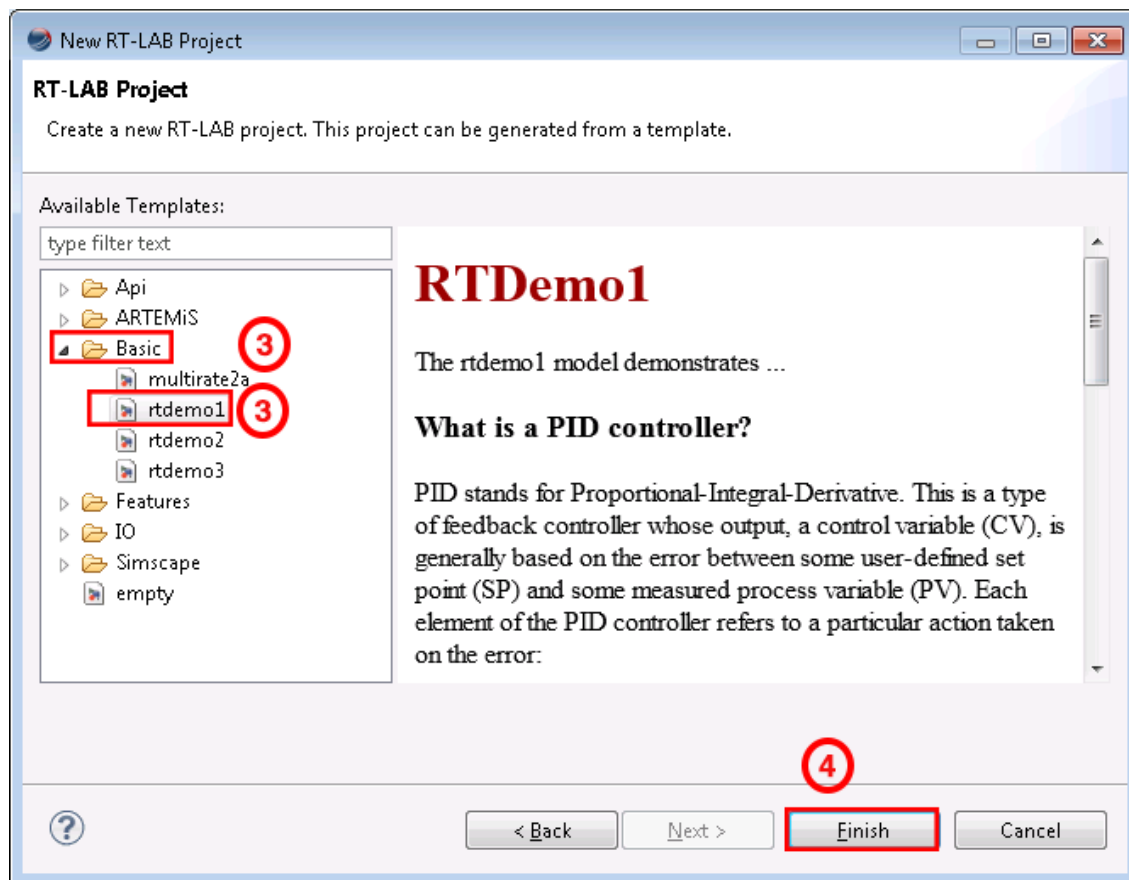 New RT-LAB Project
RT-LAB Project
Create a new RT-LAB project. This project can be generated from a template.
Available Templates:
type filter text
Api
ARTEMiS
Basic
3
multirate2a
rtdemo1
3
rtdemo2
rtdemo3
Features
IO
Simscape
empty
RTDemo1
The rtdemo1 model demonstrates ...
What is a PID controller?
PID stands for Proportional-Integral-Derivative. This is a type
of feedback controller whose output, a control variable (CV), is
generally based on the error between some user-defined set
point (SP) and some measured process variable (PV). Each
element of the PID controller refers to a particular action taken
on the error:
4
?
< Back
Next >
Finish
Cancel